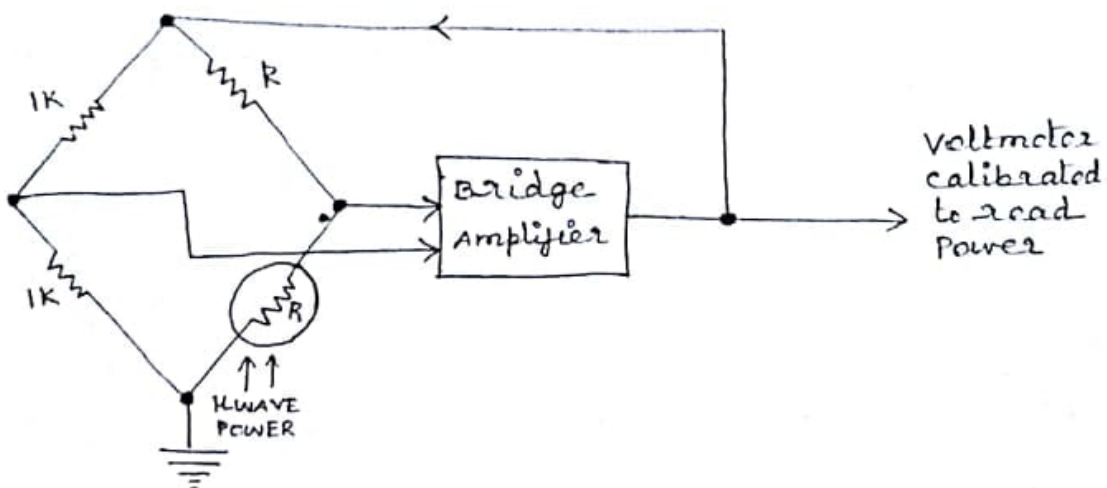 1K
R
1K
R
Bridge
Amplifier
μWAVE
POWER
Voltmeter
calibrated
to read
Power